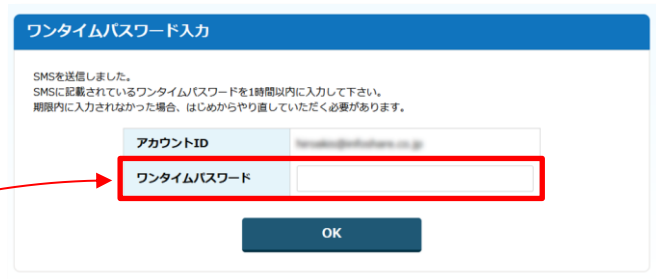 ワンタイムパスワード入力
SMSを送信しました。
SMSに記載されているワンタイムパスワードを1時間以内に入力して下さい。
期限内に入力されなかった場合、はじめからやり直していただく必要があります。
アカウントID
ワンタイムパスワード
OK